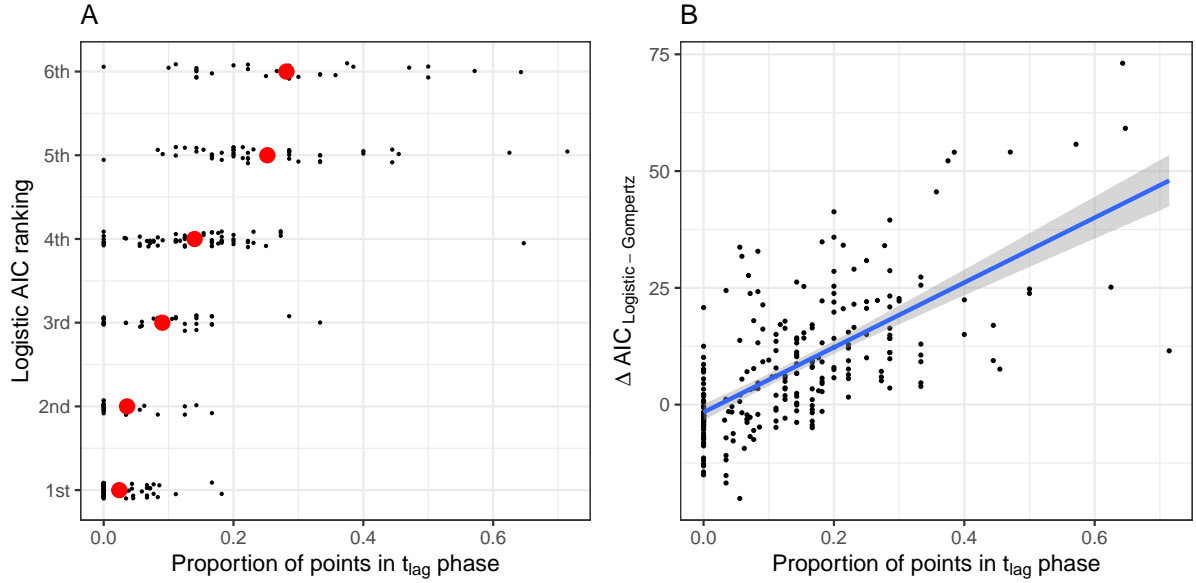 A
Logistic AIC ranking
6th
5th
4th
3rd
2nd
1st
0.0 0.2 0.4 0.6
Proportion of points in tlag phase
B
Δ AICLogistic − Gompertz
75
50
25
0
0.0 0.2 0.4 0.6
Proportion of points in tlag phase